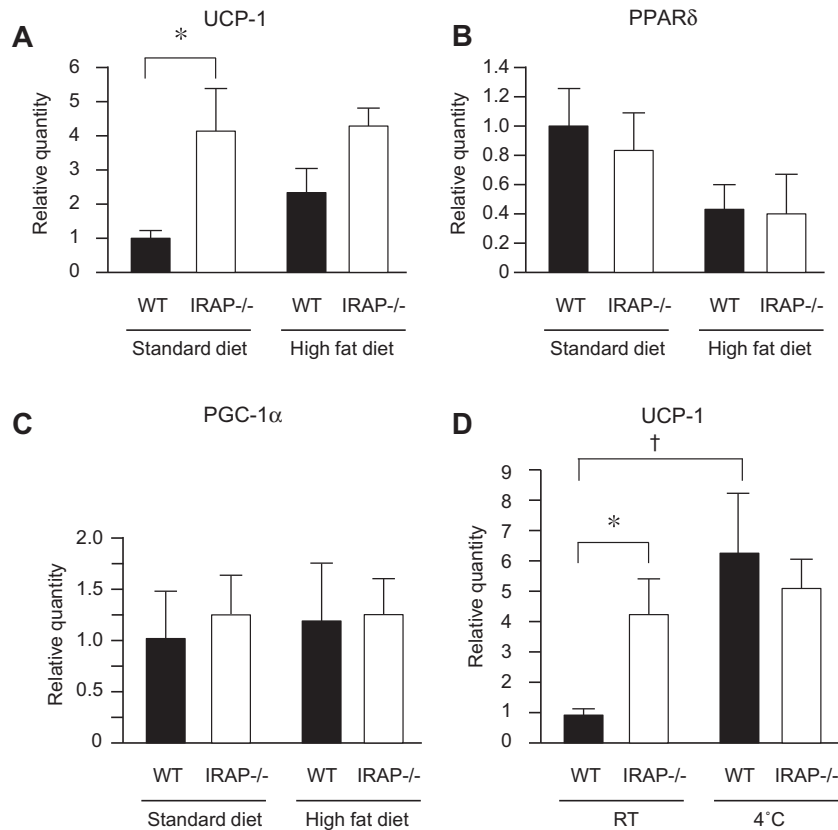 A
UCP-1
*
Relative quantity
6
5
4
3
2
1
0
WT IRAP-/- WT IRAP-/-
Standard diet High fat diet
B
PPARδ
Relative quantity
1.4
1.2
1.0
0.8
0.6
0.4
0.2
0
WT IRAP-/- WT IRAP-/-
Standard diet High fat diet
C
PGC-1α
Relative quantity
2.0
1.5
1.0
0.5
0
WT IRAP-/- WT IRAP-/-
Standard diet High fat diet
D
UCP-1
†
*
Relative quantity
9
8
7
6
5
4
3
2
1
0
WT IRAP-/- WT IRAP-/-
RT 4˚C